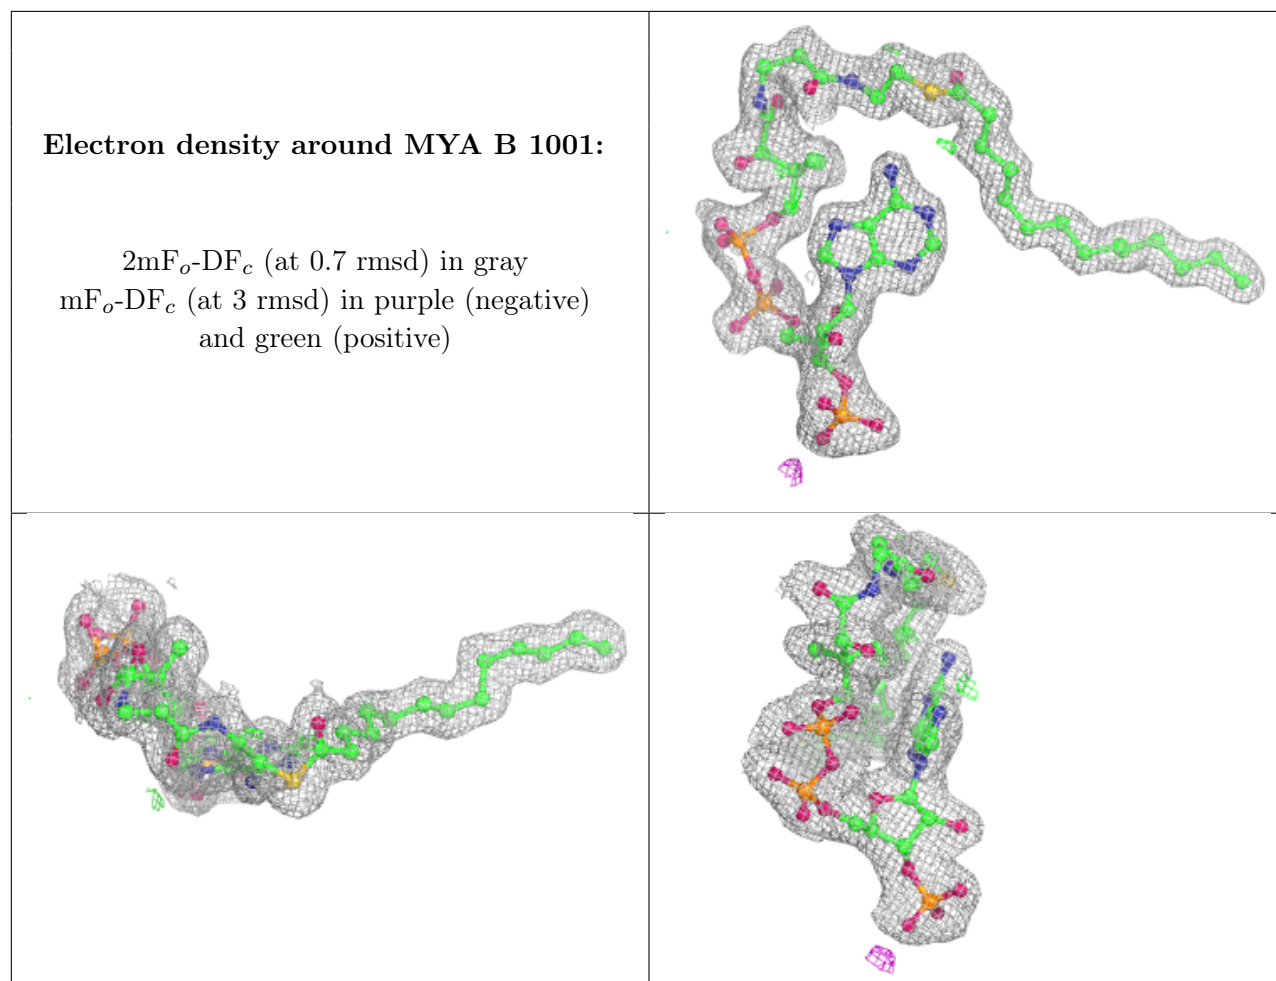 Electron density around MYA B 1001:
2mFo-DFc (at 0.7 rmsd) in gray
mFo-DFc (at 3 rmsd) in purple (negative)
and green (positive)